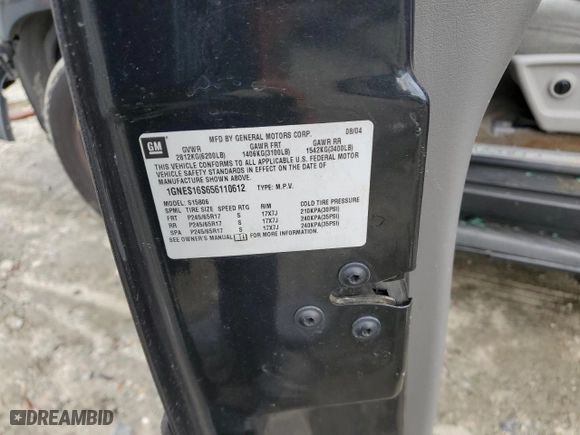 GM
MFD BY GENERAL MOTORS CORP. 08/04
GVWR GAWR FRT GAWR RR
2812KG(6200LB) 1406KG(3100LB) 1542KG(3400LB)
THIS VEHICLE CONFORMS TO ALL APPLICABLE U.S. FEDERAL MOTOR
VEHICLE SAFETY STANDARDS IN EFFECT ON THE DATE OF
MANUFACTURE SHOWN ABOVE.
1GNES16S656110612 TYPE: M.P.V.
MODEL: S15806
SPML TIRE SIZE SPEED RTG RIM COLD TIRE PRESSURE
FRT P245/65R17 S 17X7J 210KPA(30PSI)
RR P245/65R17 S 17X7J 240KPA(35PSI)
SPA P245/65R17 S 17X7J 240KPA(35PSI)
SEE OWNER'S MANUAL FOR MORE INFORMATION.
DREAMBID